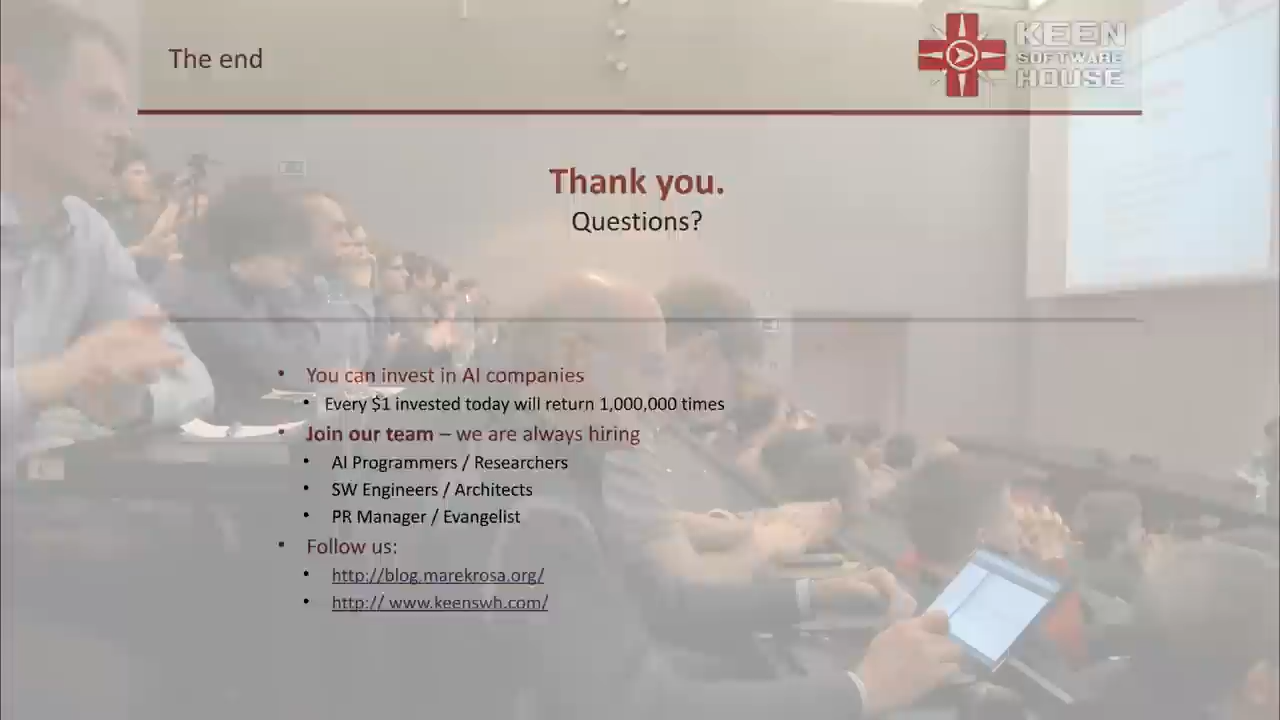 The end
KEEN
SOFTWARE
HOUSE
Thank you.
Questions?
• You can invest in AI companies
• Every $1 invested today will return 1,000,000 times
• Join our team – we are always hiring
• AI Programmers / Researchers
• SW Engineers / Architects
• PR Manager / Evangelist
• Follow us:
• http://blog.marekrosa.org/
• http:// www.keenswh.com/